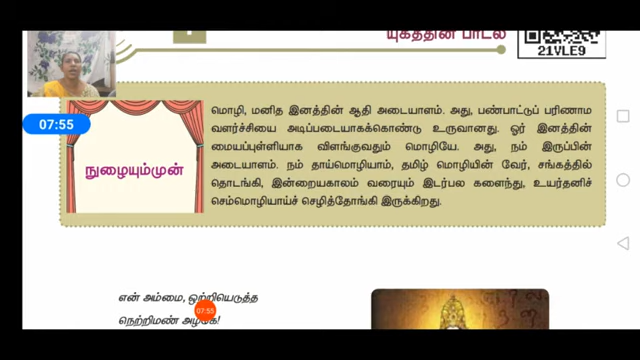 யுகத்தின் பாடல்
21VLE9
07:55
நுழையும்முன்
மொழி, மனித இனத்தின் ஆதி அடையாளம். அது, பண்பாட்டுப் பரிணாம
வளர்ச்சியை அடிப்படையாகக்கொண்டு உருவானது. ஓர் இனத்தின்
மையப்புள்ளியாக விளங்குவதும் மொழியே. அது, நம் இருப்பின்
அடையாளம். நம் தாய்மொழியாம், தமிழ் மொழியின் வேர், சங்கத்தில்
தொடங்கி, இன்றையகாலம் வரையும் இடர்பல களைந்து, உயர்தனிச்
செம்மொழியாய்ச் செழித்தோங்கி இருக்கிறது.
என் அம்மை, ஒற்றியெடுத்த
நெற்றிமண் அழகே!
07:55